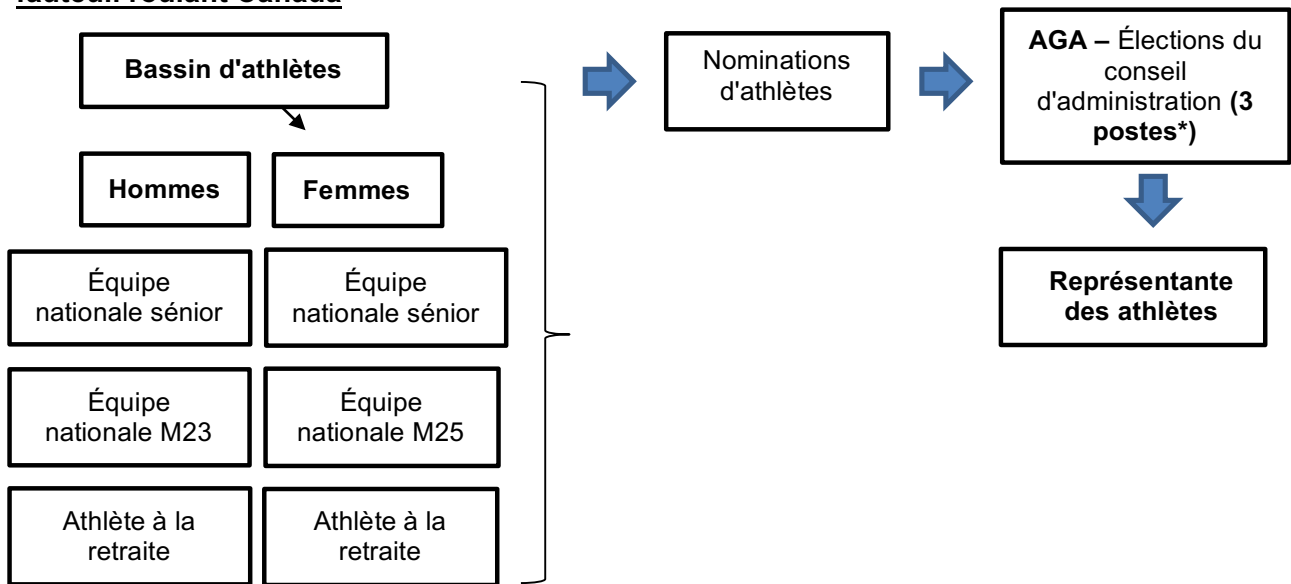 fauteuil roulant Canada
Bassin d'athlètes
Hommes
Femmes
Équipe
nationale sénior
Équipe
nationale sénior
Équipe
nationale M23
Équipe
nationale M25
Athlète à la
retraite
Athlète à la
retraite
Nominations
d'athlètes
AGA – Élections du
conseil
d'administration (3
postes*)
Représentante
des athlètes